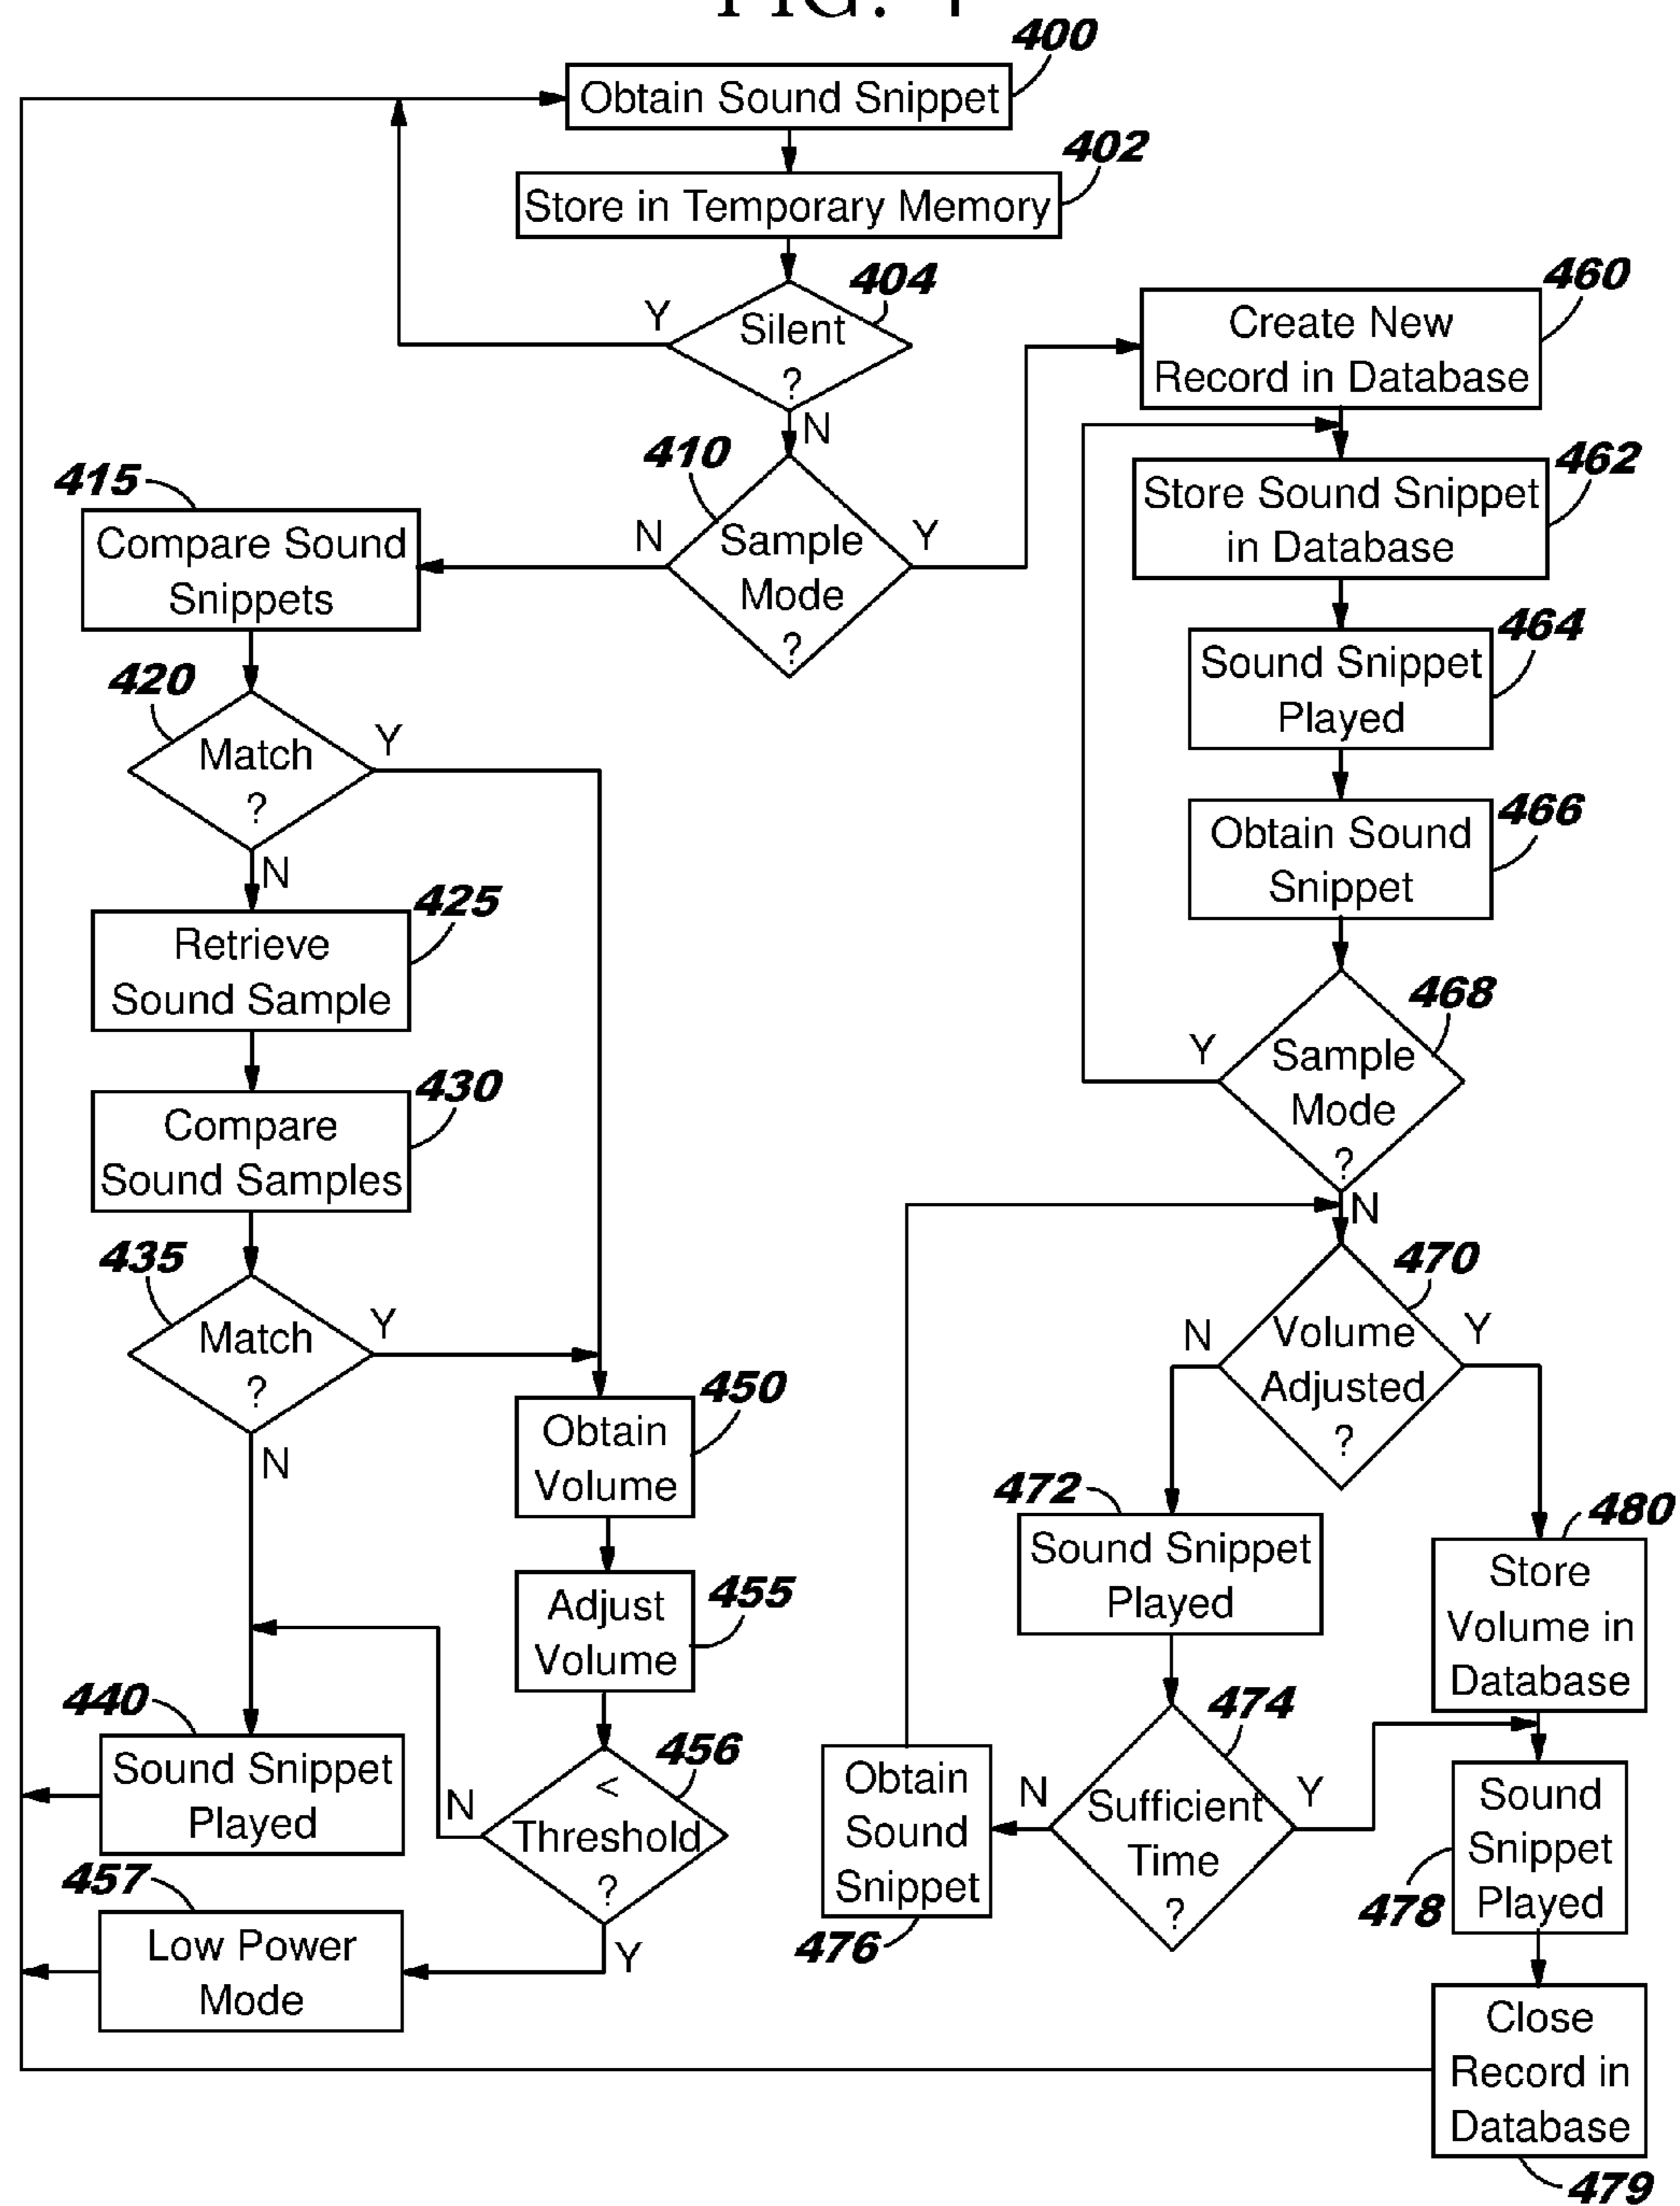 FIG. 4
400
Obtain Sound Snippet
402
Store in Temporary Memory
404
Silent
?
Y
N
410
Sample
Mode
?
N
Y
415
Compare Sound
Snippets
420
Match
?
Y
N
425
Retrieve
Sound Sample
430
Compare
Sound Samples
435
Match
?
Y
N
450
Obtain
Volume
455
Adjust
Volume
456
<
Threshold
?
N
Y
440
Sound Snippet
Played
457
Low Power
Mode
460
Create New
Record in Database
462
Store Sound Snippet
in Database
464
Sound Snippet
Played
466
Obtain Sound
Snippet
468
Sample
Mode
?
Y
N
470
Volume
Adjusted
?
N
Y
472
Sound Snippet
Played
474
Sufficient
Time
?
N
Y
Obtain
Sound
Snippet
476
480
Store
Volume in
Database
Sound
Snippet
Played
478
Close
Record in
Database
479